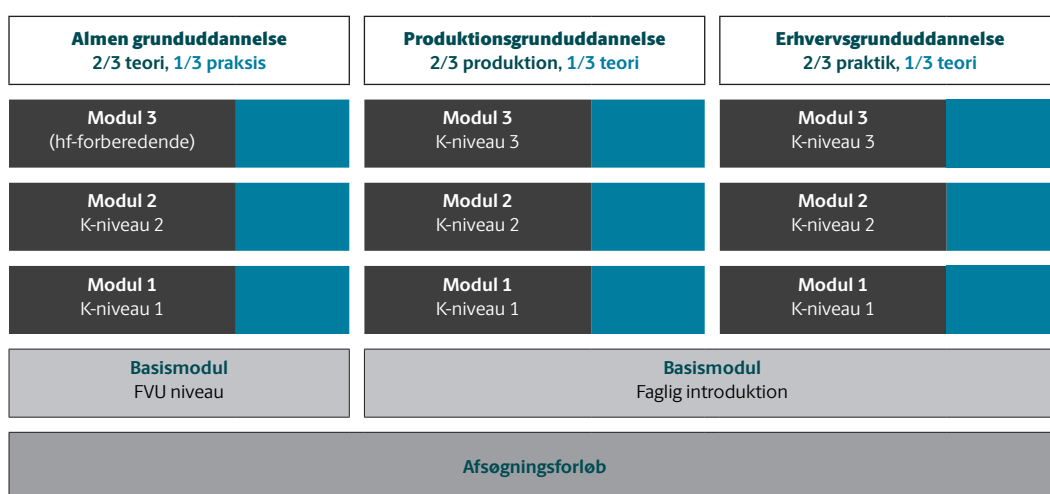 Almen grunduddannelse
2/3 teori, 1/3 praksis
Produktionsgrunduddannelse
2/3 produktion, 1/3 teori
Erhvervsgrunduddannelse
2/3 praktik, 1/3 teori
Modul 3
(hf-forberedende)
Modul 3
K-niveau 3
Modul 3
K-niveau 3
Modul 2
K-niveau 2
Modul 2
K-niveau 2
Modul 2
K-niveau 2
Modul 1
K-niveau 1
Modul 1
K-niveau 1
Modul 1
K-niveau 1
Basismodul
FVU niveau
Basismodul
Faglig introduktion
Afsøgningsforløb